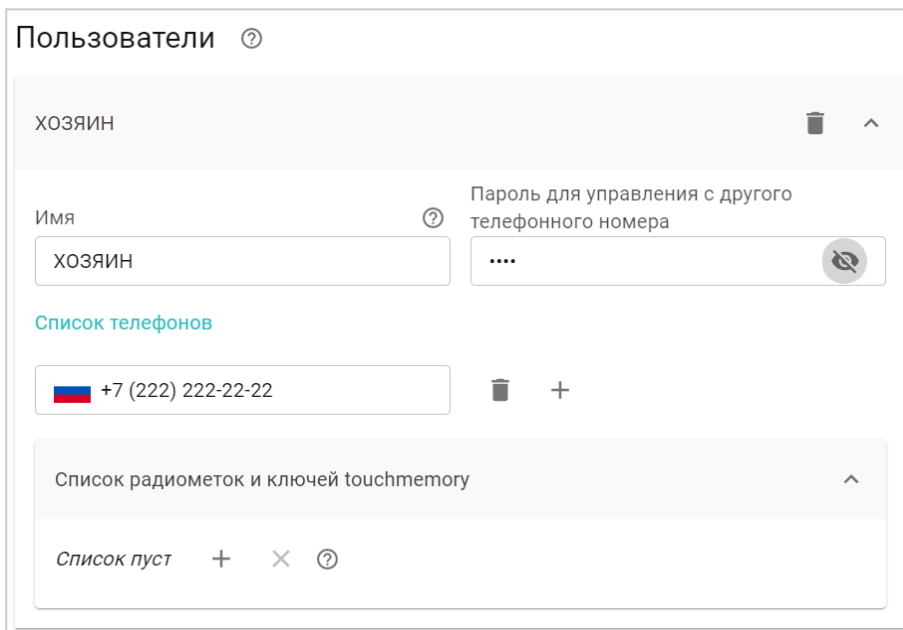 Пользователи
ХОЗЯИН
Имя
Пароль для управления с другого
телефонного номера
ХОЗЯИН
••••
Список телефонов
+7 (222) 222-22-22
Список радиометок и ключей touchmemory
Список пуст